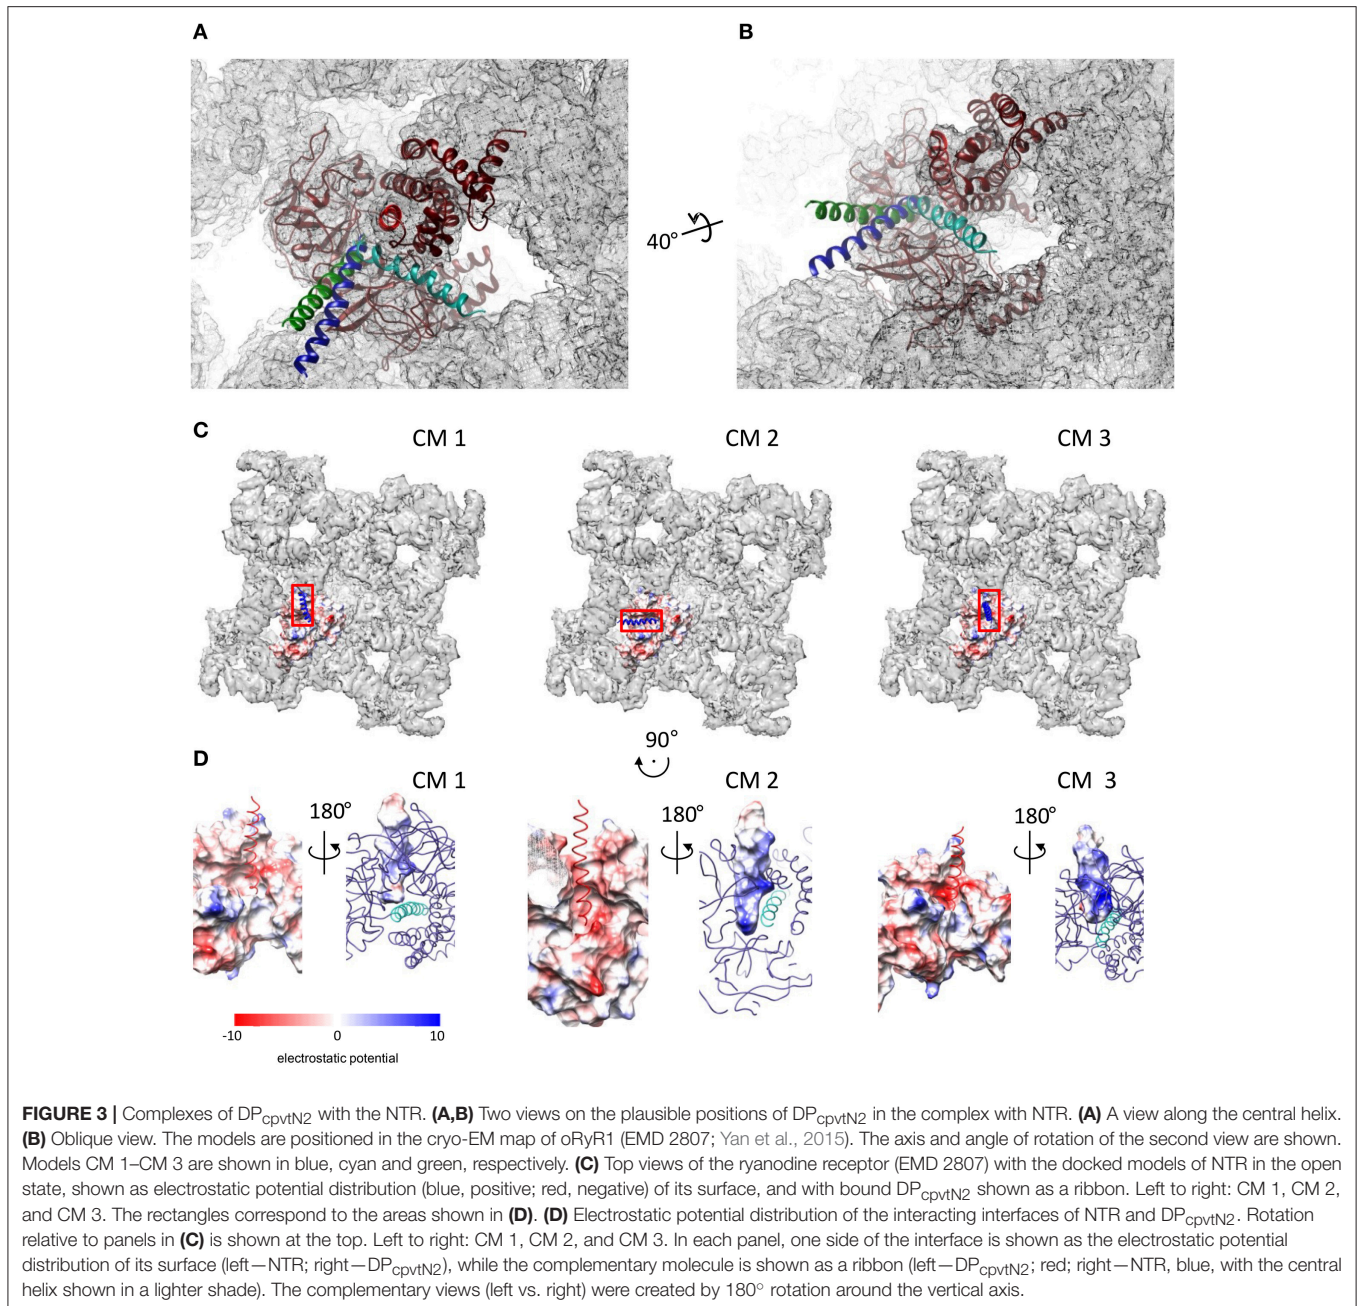 A
B
40°
C
CM 1
CM 2
CM 3
90°
D
CM 1
CM 2
CM 3
180°
180°
180°
-10
0
10
electrostatic potential
FIGURE 3 | Complexes of DPcpvtN2 with the NTR. (A,B) Two views on the plausible positions of DPcpvtN2 in the complex with NTR. (A) A view along the central helix.
(B) Oblique view. The models are positioned in the cryo-EM map of oRyR1 (EMD 2807; Yan et al., 2015). The axis and angle of rotation of the second view are shown.
Models CM 1–CM 3 are shown in blue, cyan and green, respectively. (C) Top views of the ryanodine receptor (EMD 2807) with the docked models of NTR in the open
state, shown as electrostatic potential distribution (blue, positive; red, negative) of its surface, and with bound DPcpvtN2 shown as a ribbon. Left to right: CM 1, CM 2,
and CM 3. The rectangles correspond to the areas shown in (D). (D) Electrostatic potential distribution of the interacting interfaces of NTR and DPcpvtN2. Rotation
relative to panels in (C) is shown at the top. Left to right: CM 1, CM 2, and CM 3. In each panel, one side of the interface is shown as the electrostatic potential
distribution of its surface (left—NTR; right—DPcpvtN2), while the complementary molecule is shown as a ribbon (left—DPcpvtN2; red; right—NTR, blue, with the central
helix shown in a lighter shade). The complementary views (left vs. right) were created by 180° rotation around the vertical axis.